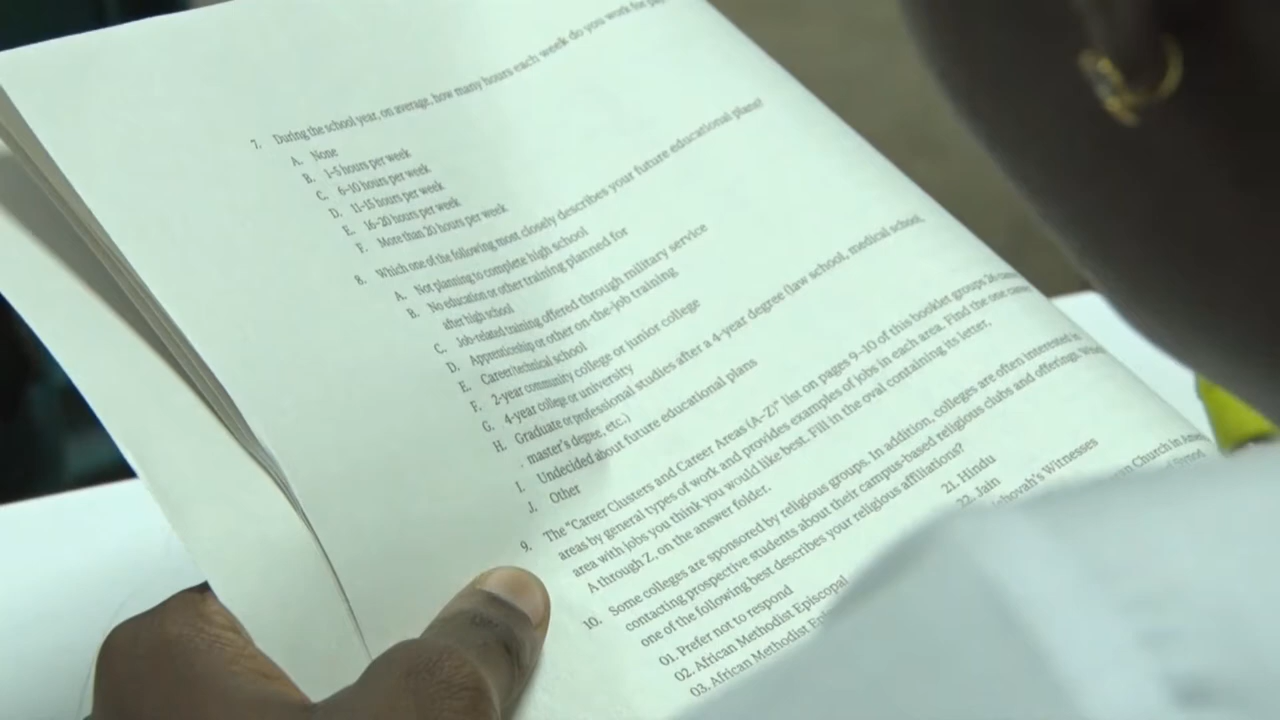 7. During the school year, on average, how many hours each week do you work for
A. None
B. 1-5 hours per week
C. 6-10 hours per week
D. 11-15 hours per week
E. 16-20 hours per week
F. More than 20 hours per week
8. Which one of the following most closely describes your future educational plans?
A. Not planning to complete high school
B. No education or other training planned for
after high school
C. Job-related training offered through military service
D. Apprenticeship or other on-the-job training
E. Career/technical school
F. 2-year community college or junior college
G. 4-year college or university
H. Graduate or professional studies after a 4-year degree (law school, medical school,
master's degree, etc.)
I. Undecided about future educational plans
J. Other
9. The "Career Clusters and Career Areas (A–Z)" list on pages 9–10 of this booklet groups 26
areas by general types of work and provides examples of jobs in each area. Find the one
area with jobs you think you would like best. Fill in the oval containing its letter,
A through Z, on the answer folder.
10. Some colleges are sponsored by religious groups. In addition, colleges are often interested in
contacting prospective students about their campus-based religious clubs and offerings.
one of the following best describes your religious affiliations?
01. Prefer not to respond
02. African Methodist Episcopal
03. African Methodist
21. Hindu
22. Jain
Jehovah's Witnesses
Church in